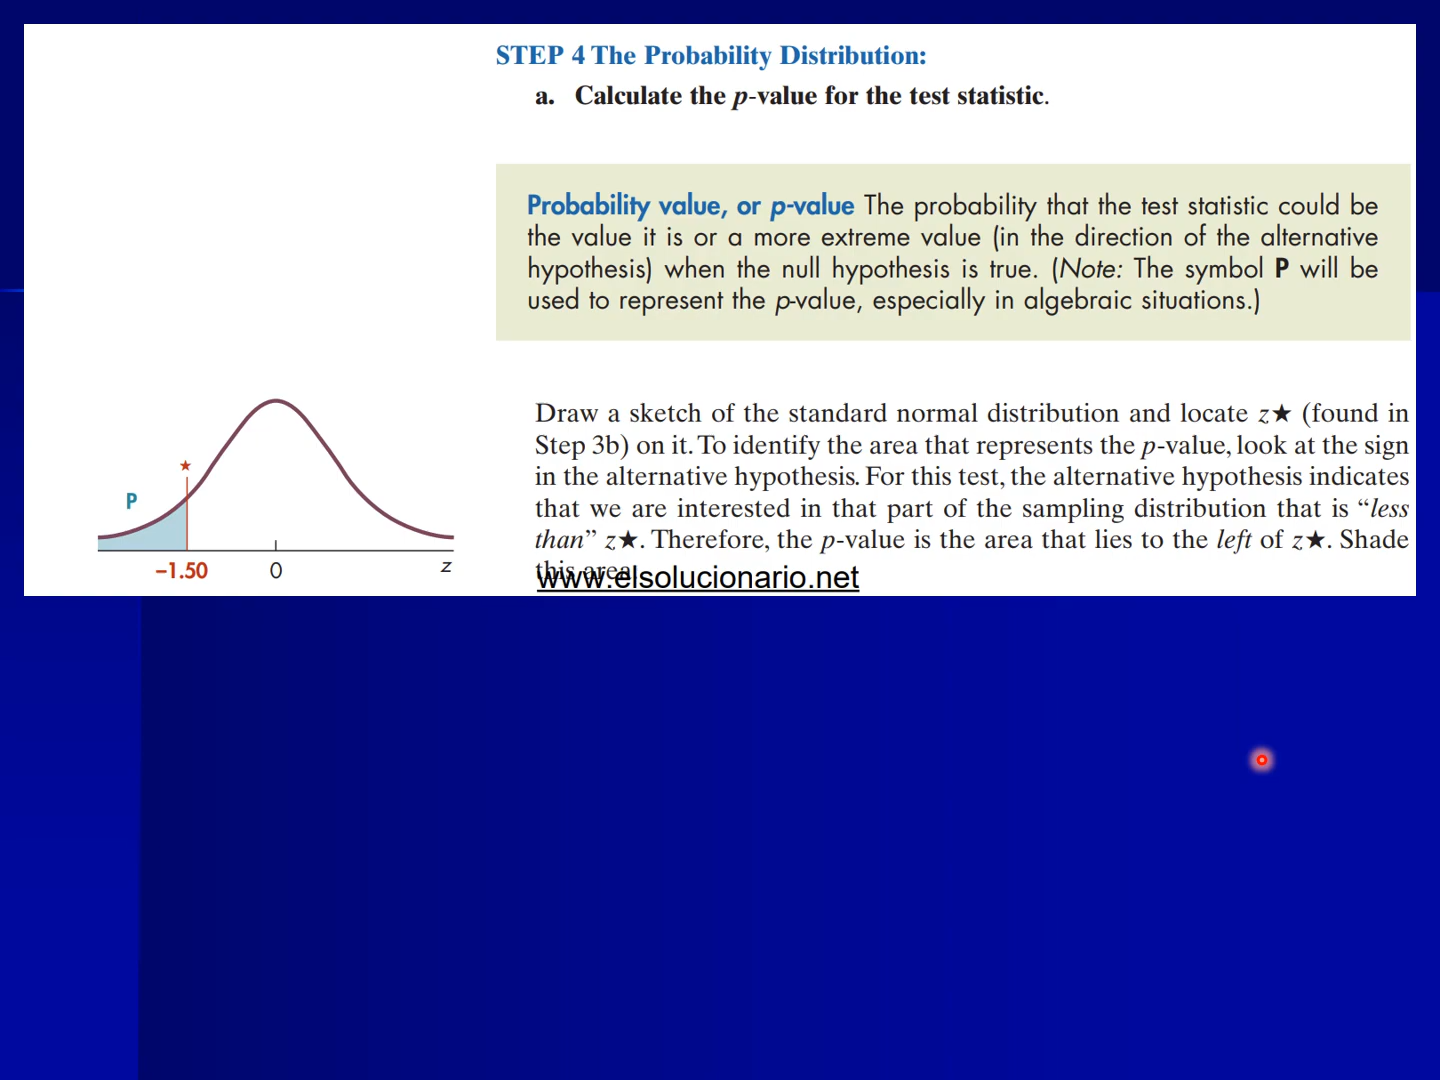 STEP 4 The Probability Distribution:
a. Calculate the p-value for the test statistic.
Probability value, or p-value The probability that the test statistic could be
the value it is or a more extreme value (in the direction of the alternative
hypothesis) when the null hypothesis is true. (Note: The symbol P will be
used to represent the p-value, especially in algebraic situations.)
Draw a sketch of the standard normal distribution and locate z★ (found in
Step 3b) on it. To identify the area that represents the p-value, look at the sign
in the alternative hypothesis. For this test, the alternative hypothesis indicates
that we are interested in that part of the sampling distribution that is “less
than” z★. Therefore, the p-value is the area that lies to the left of z★. Shade
this area.
www.elsolucionario.net
★
P
−1.50 0 z